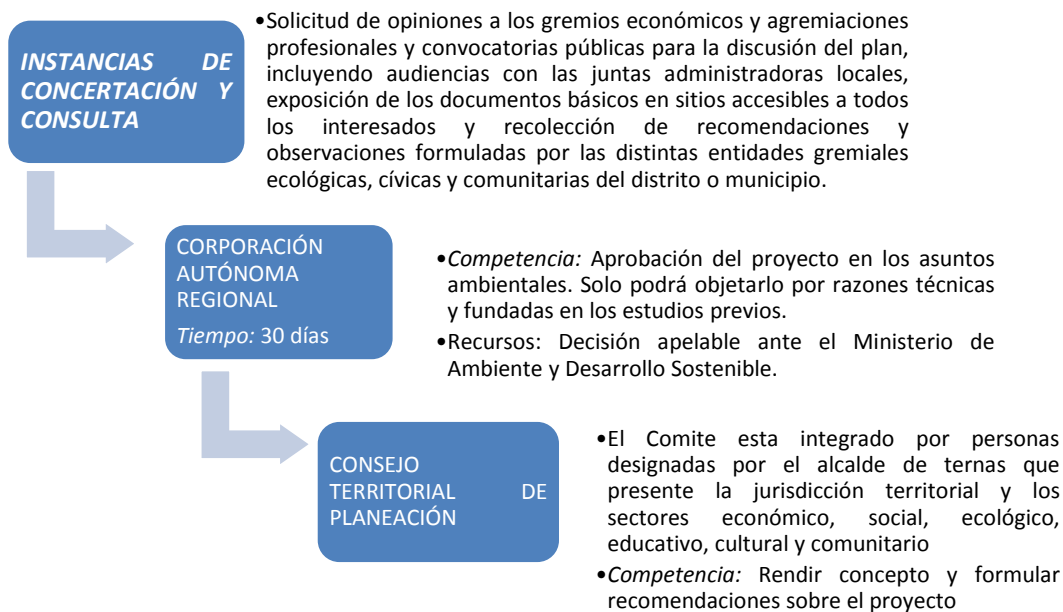 INSTANCIAS DE
CONCERTACIÓN Y
CONSULTA
•Solicitud de opiniones a los gremios económicos y agremiaciones
profesionales y convocatorias públicas para la discusión del plan,
incluyendo audiencias con las juntas administradoras locales,
exposición de los documentos básicos en sitios accesibles a todos
los interesados y recolección de recomendaciones y
observaciones formuladas por las distintas entidades gremiales
ecológicas, cívicas y comunitarias del distrito o municipio.
CORPORACIÓN
AUTÓNOMA
REGIONAL
Tiempo: 30 días
•Competencia: Aprobación del proyecto en los asuntos
ambientales. Solo podrá objetarlo por razones técnicas
y fundadas en los estudios previos.
•Recursos: Decisión apelable ante el Ministerio de
Ambiente y Desarrollo Sostenible.
CONSEJO
TERRITORIAL DE
PLANEACIÓN
•El Comite esta integrado por personas
designadas por el alcalde de ternas que
presente la jurisdicción territorial y los
sectores económico, social, ecológico,
educativo, cultural y comunitario
•Competencia: Rendir concepto y formular
recomendaciones sobre el proyecto